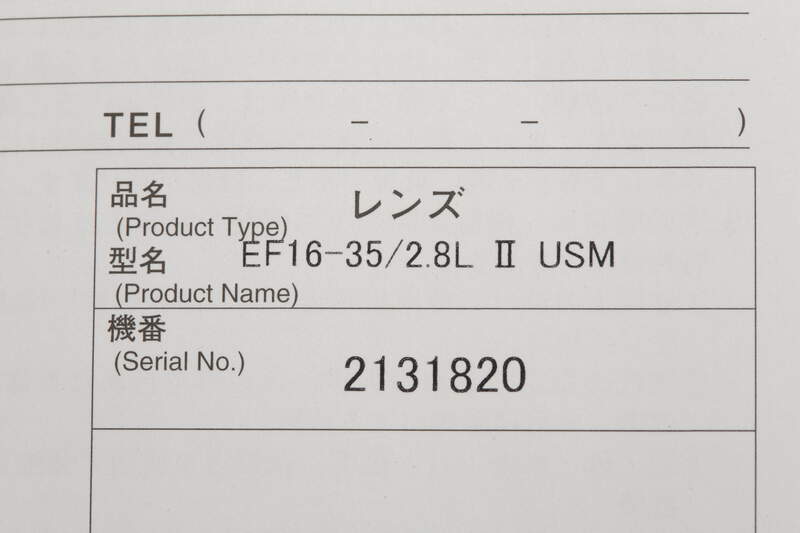 TEL ( － － )
品名 レンズ
(Product Type)
型名 EF16-35/2.8L Ⅱ USM
(Product Name)
機番
(Serial No.) 2131820